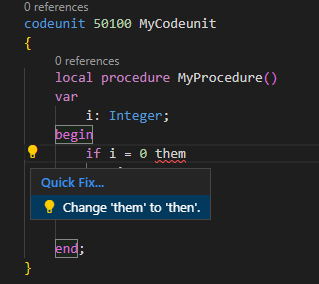 0 references
codeunit 50100 MyCodeunit
{
0 references
local procedure MyProcedure()
var
i: Integer;
begin
if i = 0 them
Quick Fix...
Change 'them' to 'then'.
end;
}